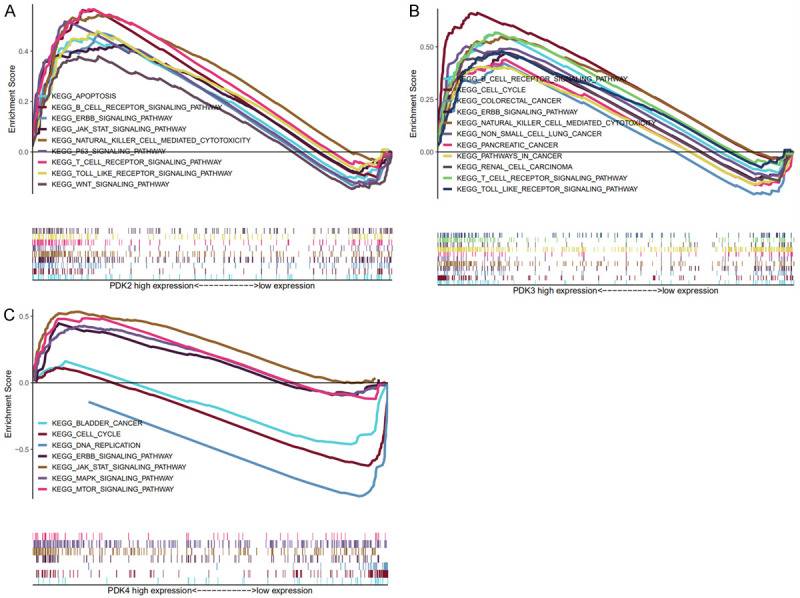 A
Enrichment Score
0.4
0.2
0.0
KEGG_APOPTOSIS
KEGG_B_CELL_RECEPTOR_SIGNALING_PATHWAY
KEGG_ERBB_SIGNALING_PATHWAY
KEGG_JAK_STAT_SIGNALING_PATHWAY
KEGG_NATURAL_KILLER_CELL_MEDIATED_CYTOTOXICITY
KEGG_P53_SIGNALING_PATHWAY
KEGG_T_CELL_RECEPTOR_SIGNALING_PATHWAY
KEGG_TOLL_LIKE_RECEPTOR_SIGNALING_PATHWAY
KEGG_WNT_SIGNALING_PATHWAY
PDK2 high expression<------------->low expression
B
Enrichment Score
0.50
0.25
0.00
KEGG_B_CELL_RECEPTOR_SIGNALING_PATHWAY
KEGG_CELL_CYCLE
KEGG_COLORECTAL_CANCER
KEGG_ERBB_SIGNALING_PATHWAY
KEGG_NATURAL_KILLER_CELL_MEDIATED_CYTOTOXICITY
KEGG_NON_SMALL_CELL_LUNG_CANCER
KEGG_PANCREATIC_CANCER
KEGG_PATHWAYS_IN_CANCER
KEGG_RENAL_CELL_CARCINOMA
KEGG_T_CELL_RECEPTOR_SIGNALING_PATHWAY
KEGG_TOLL_LIKE_RECEPTOR_SIGNALING_PATHWAY
PDK3 high expression<------------->low expression
C
Enrichment Score
0.5
0.0
−0.5
KEGG_BLADDER_CANCER
KEGG_CELL_CYCLE
KEGG_DNA_REPLICATION
KEGG_ERBB_SIGNALING_PATHWAY
KEGG_JAK_STAT_SIGNALING_PATHWAY
KEGG_MAPK_SIGNALING_PATHWAY
KEGG_MTOR_SIGNALING_PATHWAY
PDK4 high expression<------------->low expression